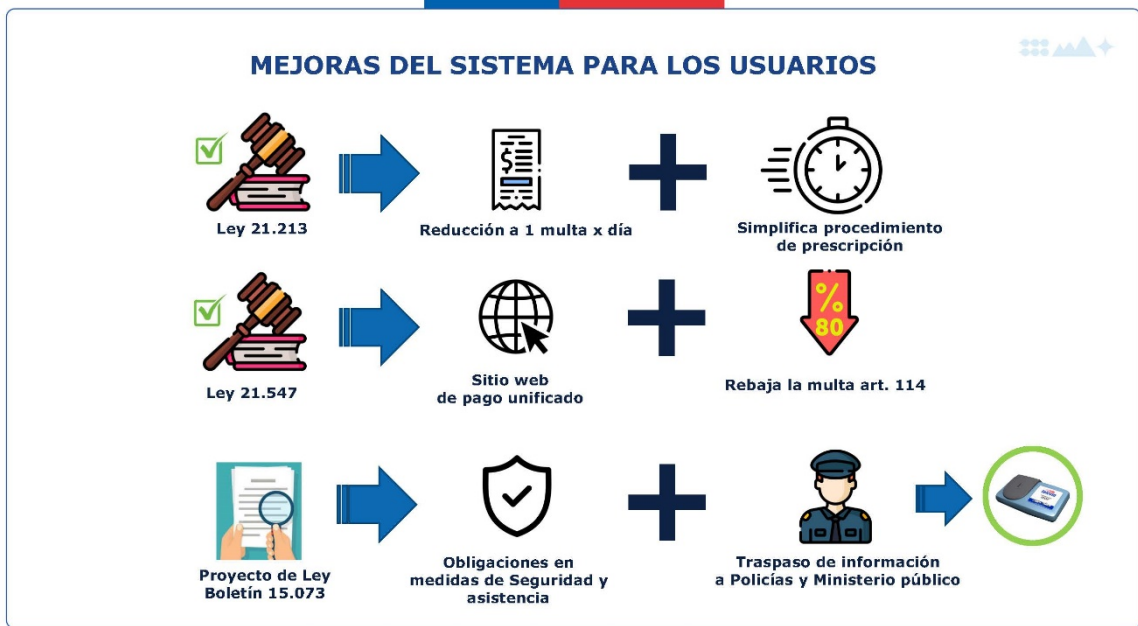 MEJORAS DEL SISTEMA PARA LOS USUARIOS
Ley 21.213
$
Reducción a 1 multa x día
Simplifica procedimiento
de prescripción
Ley 21.547
Sitio web
de pago unificado
%
80
Rebaja la multa art. 114
Proyecto de Ley
Boletín 15.073
Obligaciones en
medidas de Seguridad y
asistencia
Traspaso de información
a Policías y Ministerio público